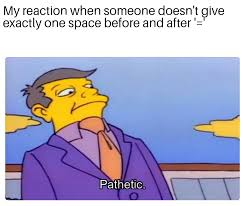 My reaction when someone doesn't give
exactly one space before and after '='
Pathetic.